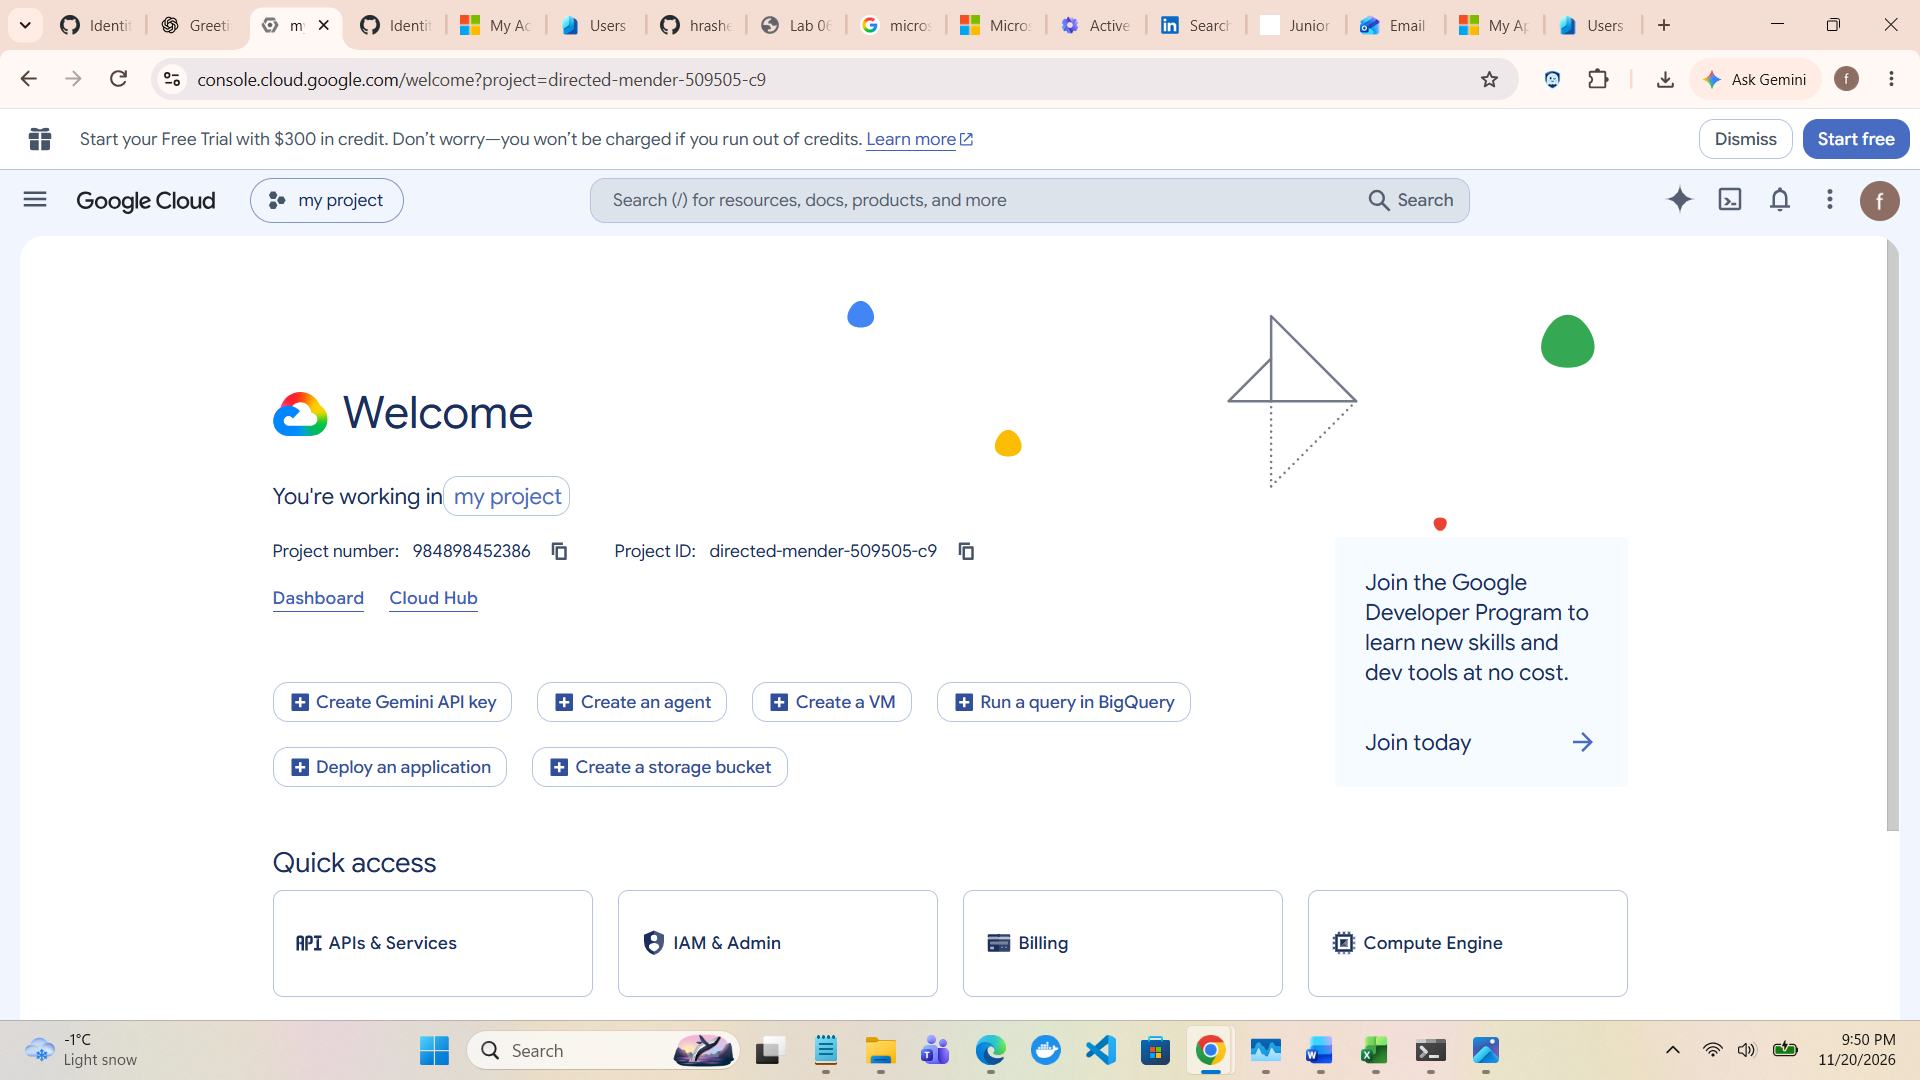 Identit
Greeti
my
Identit
My Ac
Users
hrashe
Lab 06
micros
Micros
Active
Search
Junior
Email
My Ap
Users
console.cloud.google.com/welcome?project=directed-mender-509505-c9
Ask Gemini
f
Start your Free Trial with $300 in credit. Don’t worry—you won’t be charged if you run out of credits. Learn more
Dismiss
Start free
Google Cloud
my project
Search (/) for resources, docs, products, and more
Search
f
Welcome
You're working in my project
Project number: 984898452386
Project ID: directed-mender-509505-c9
Dashboard
Cloud Hub
Join the Google
Developer Program to
learn new skills and
dev tools at no cost.
Join today
Create Gemini API key
Create an agent
Create a VM
Run a query in BigQuery
Deploy an application
Create a storage bucket
Quick access
API APIs & Services
IAM & Admin
Billing
Compute Engine
-1°C
Light snow
Search
9:50 PM
11/20/2026